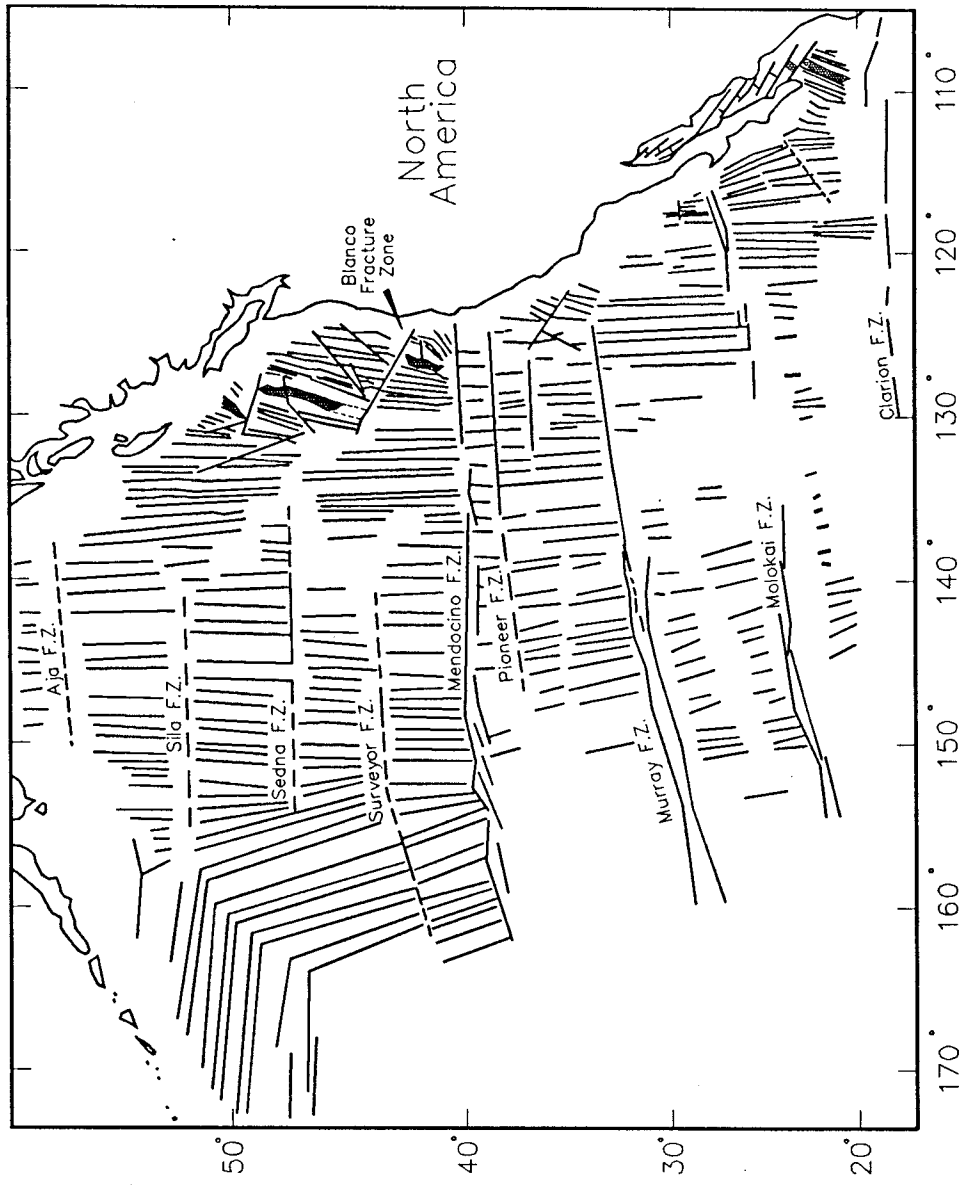 North
America
Blanco
Fracture
Zone
Aja F.Z.
Sila F.Z.
Sedna F.Z.
Surveyor F.Z.
Mendocino F.Z.
Pioneer F.Z.
Murray F.Z.
Molokai F.Z.
Clarion F.Z.
50°
40°
30°
20°
170°
160°
150°
140°
130°
120°
110°